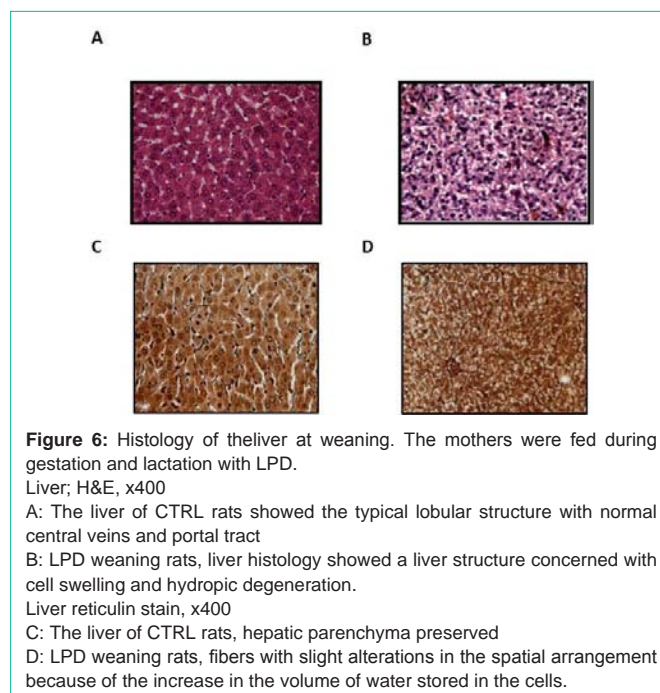 A B
C D
Figure 6: Histology of theliver at weaning. The mothers were fed during
gestation and lactation with LPD.
Liver; H&E, x400
A: The liver of CTRL rats showed the typical lobular structure with normal
central veins and portal tract
B: LPD weaning rats, liver histology showed a liver structure concerned with
cell swelling and hydropic degeneration.
Liver reticulin stain, x400
C: The liver of CTRL rats, hepatic parenchyma preserved
D: LPD weaning rats, fibers with slight alterations in the spatial arrangement
because of the increase in the volume of water stored in the cells.